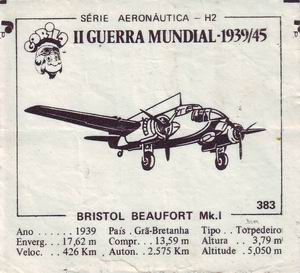 SÉRIE AERONÁUTICA - H2
II GUERRA MUNDIAL-1939/45
383
BRISTOL BEAUFORT Mk.I
Ano . . . . . . 1939 País . Grã-Bretanha Tipo . . Torpedeiro
Enverg. . . 17,62 m Compr. . . 13,59 m Altura . . 3,79 m
Veloc. . . 426 Km Auton. . 2.575 Km Altitude . 5,050 m